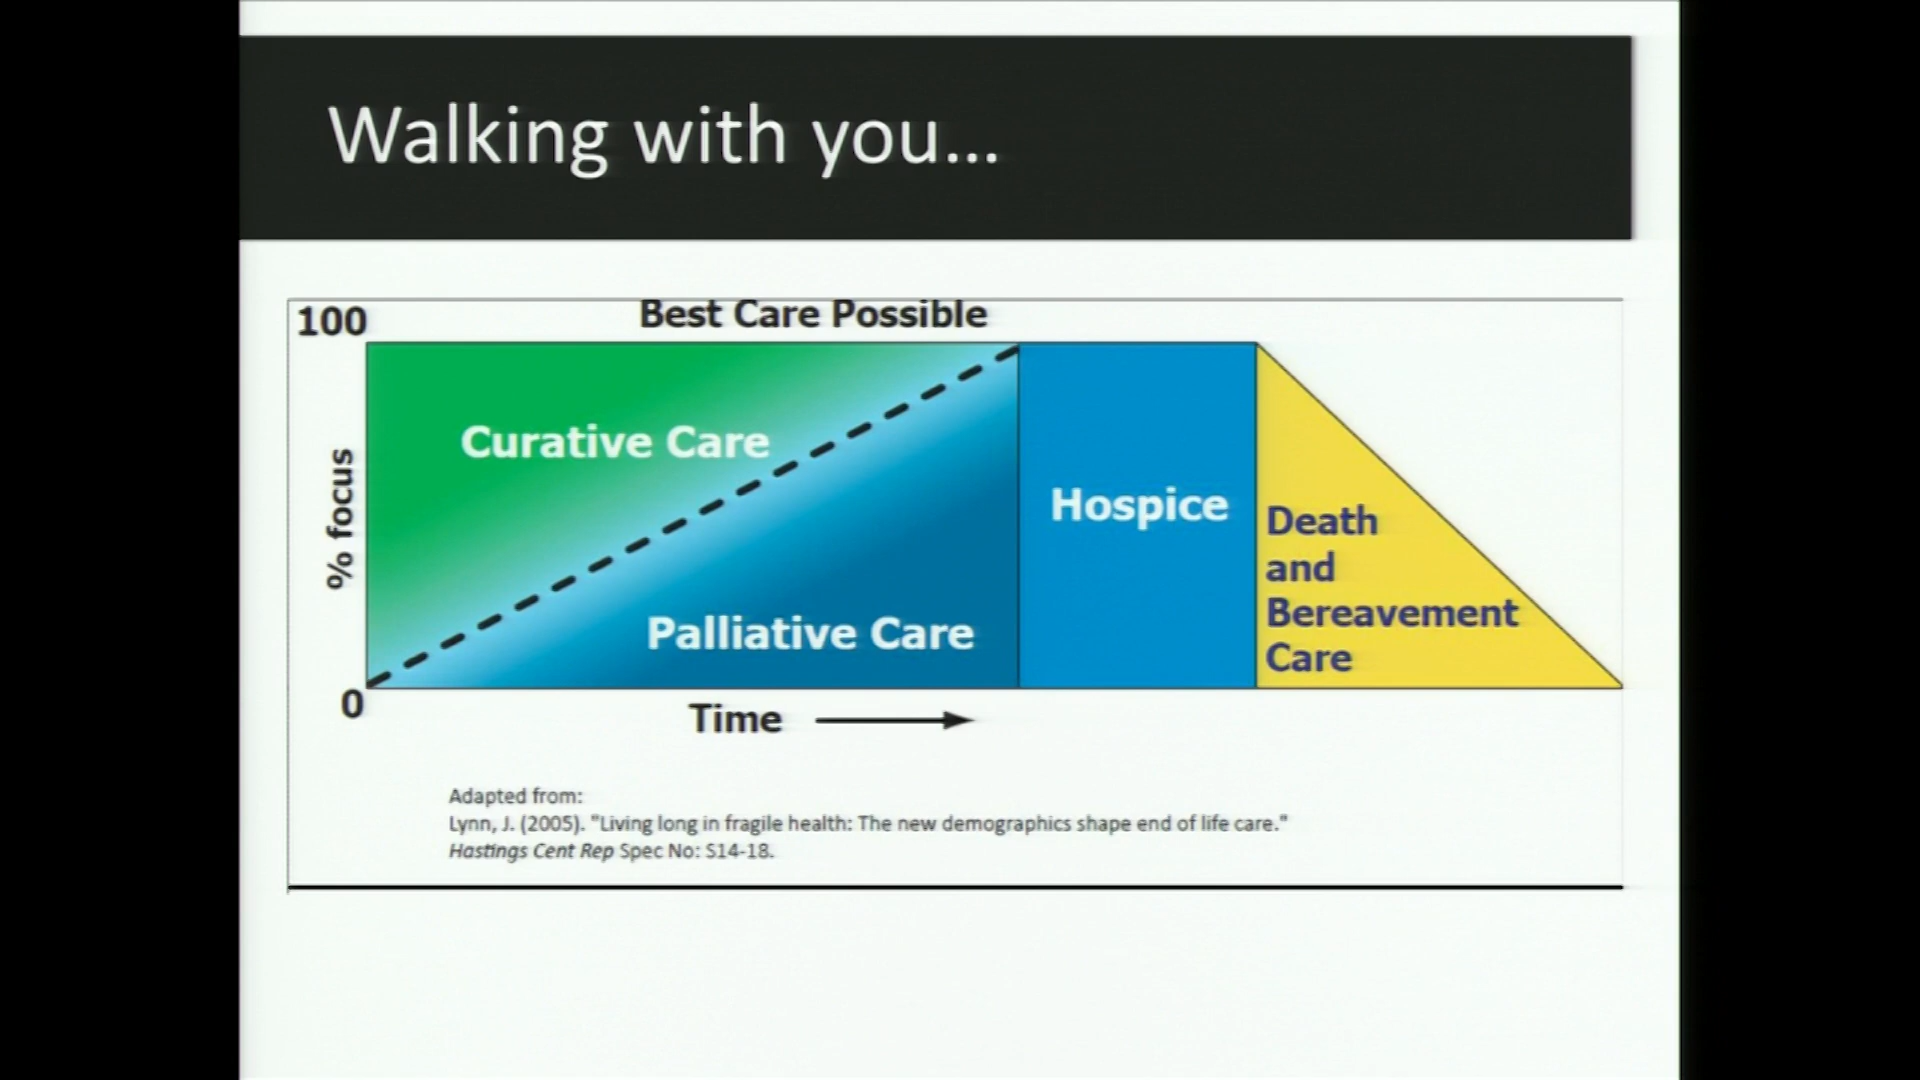 Walking with you...
100
Best Care Possible
Curative Care
% focus
Hospice
Death
and
Bereavement
Care
Palliative Care
0
Time
Adapted from:
Lynn, J. (2005). "Living long in fragile health: The new demographics shape end of life care."
Hastings Cent Rep Spec No: S14-18.